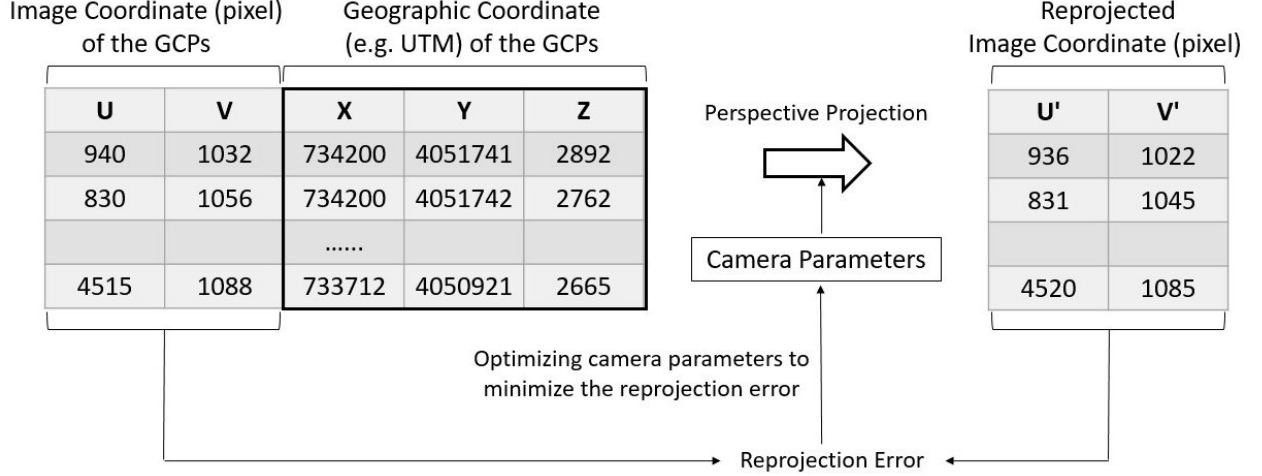 Image Coordinate (pixel)
of the GCPs
Geographic Coordinate
(e.g. UTM) of the GCPs
Reprojected
Image Coordinate (pixel)
U V X Y Z
940 1032 734200 4051741 2892
830 1056 734200 4051742 2762
......
4515 1088 733712 4050921 2665
Perspective Projection
Camera Parameters
U' V'
936 1022
831 1045
4520 1085
Optimizing camera parameters to
minimize the reprojection error
Reprojection Error